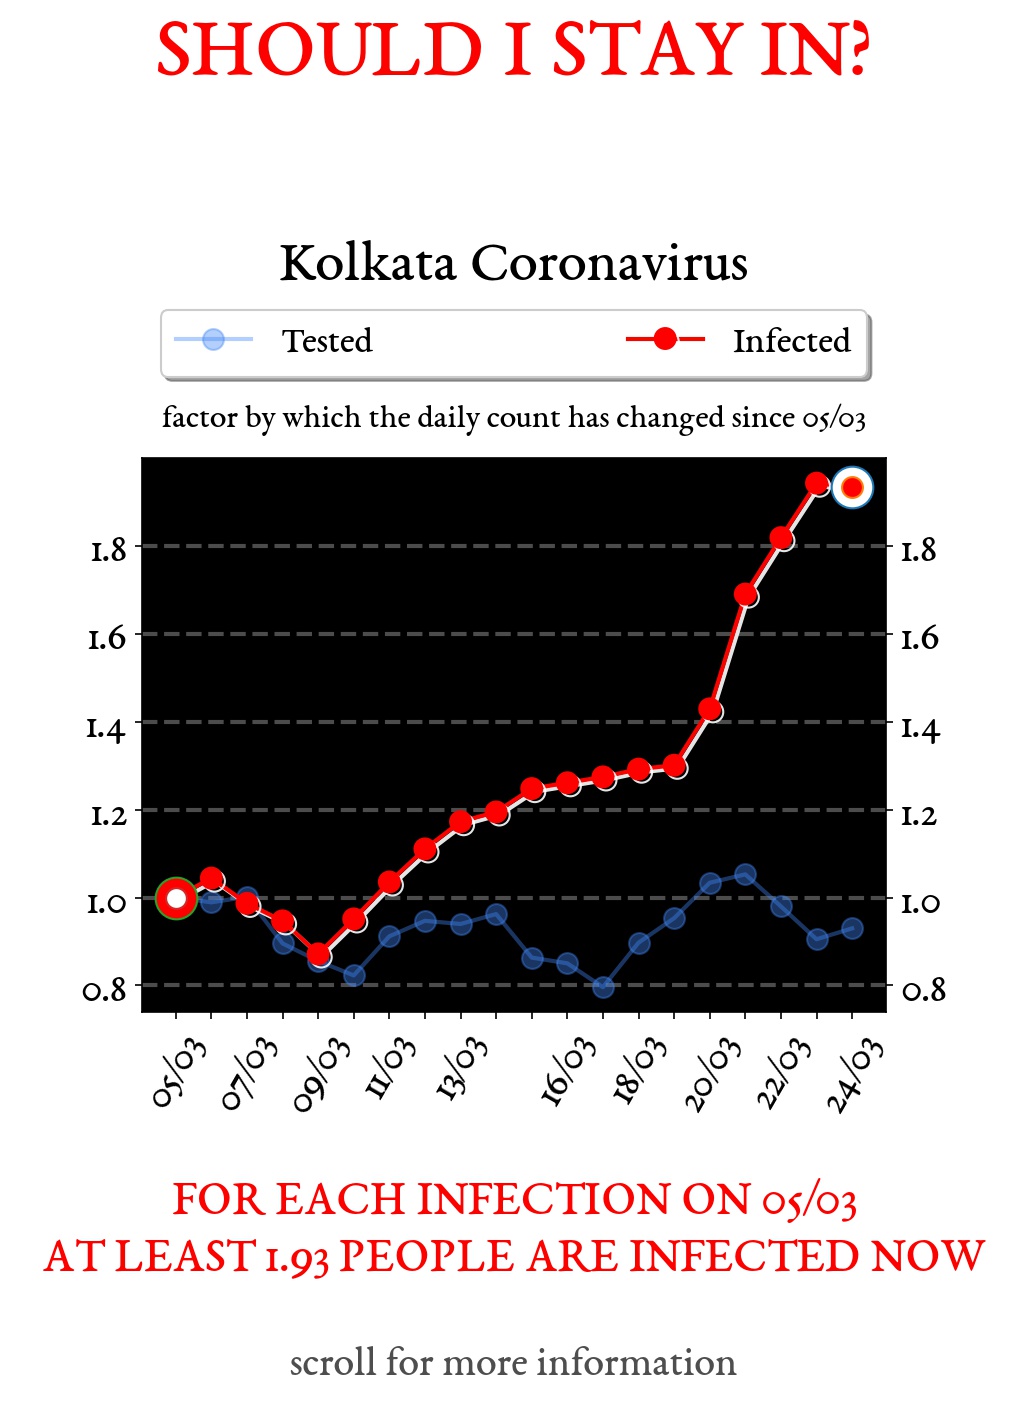 SHOULD I STAY IN?
Kolkata Coronavirus
Tested Infected
factor by which the daily count has changed since 05/03
1.8 1.8
1.6 1.6
1.4 1.4
1.2 1.2
1.0 1.0
0.8 0.8
05/03 07/03 09/03 11/03 13/03 16/03 18/03 20/03 22/03 24/03
FOR EACH INFECTION ON 05/03
AT LEAST 1.93 PEOPLE ARE INFECTED NOW
scroll for more information